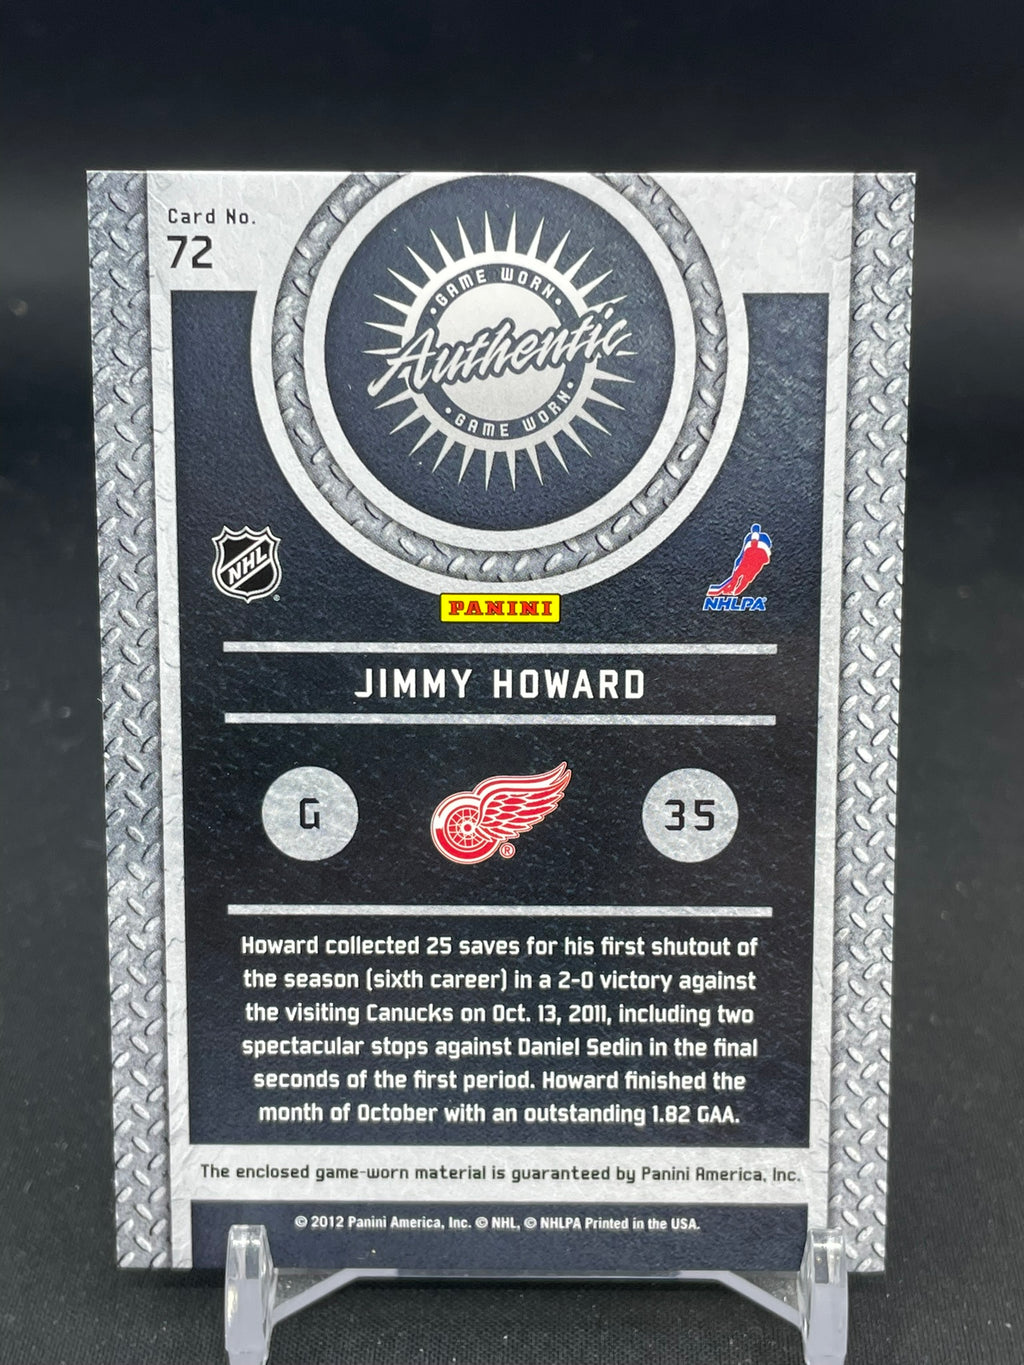 Card No.
72
GAME WORN
Authentic
GAME WORN
NHL
NHLPA
PANINI
JIMMY HOWARD
G
35
Howard collected 25 saves for his first shutout of
the season (sixth career) in a 2-0 victory against
the visiting Canucks on Oct. 13, 2011, including two
spectacular stops against Daniel Sedin in the final
seconds of the first period. Howard finished the
month of October with an outstanding 1.82 GAA.
The enclosed game-worn material is guaranteed by Panini America, Inc.
© 2012 Panini America, Inc. © NHL, © NHLPA Printed in the USA.